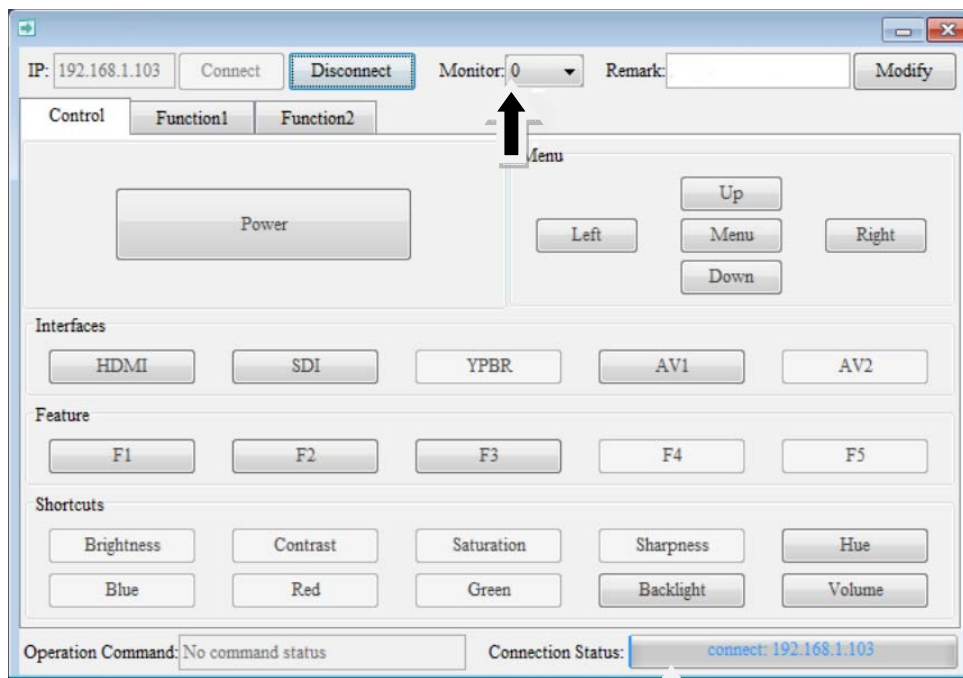 IP: 192.168.1.103 Connect Disconnect Monitor: 0 Remark: Modify
Control Function1 Function2
Menu
Power
Up
Left Menu Right
Down
Interfaces
HDMI SDI YPBR AV1 AV2
Feature
F1 F2 F3 F4 F5
Shortcuts
Brightness Contrast Saturation Sharpness Hue
Blue Red Green Backlight Volume
Operation Command: No command status Connection Status: connect: 192.168.1.103